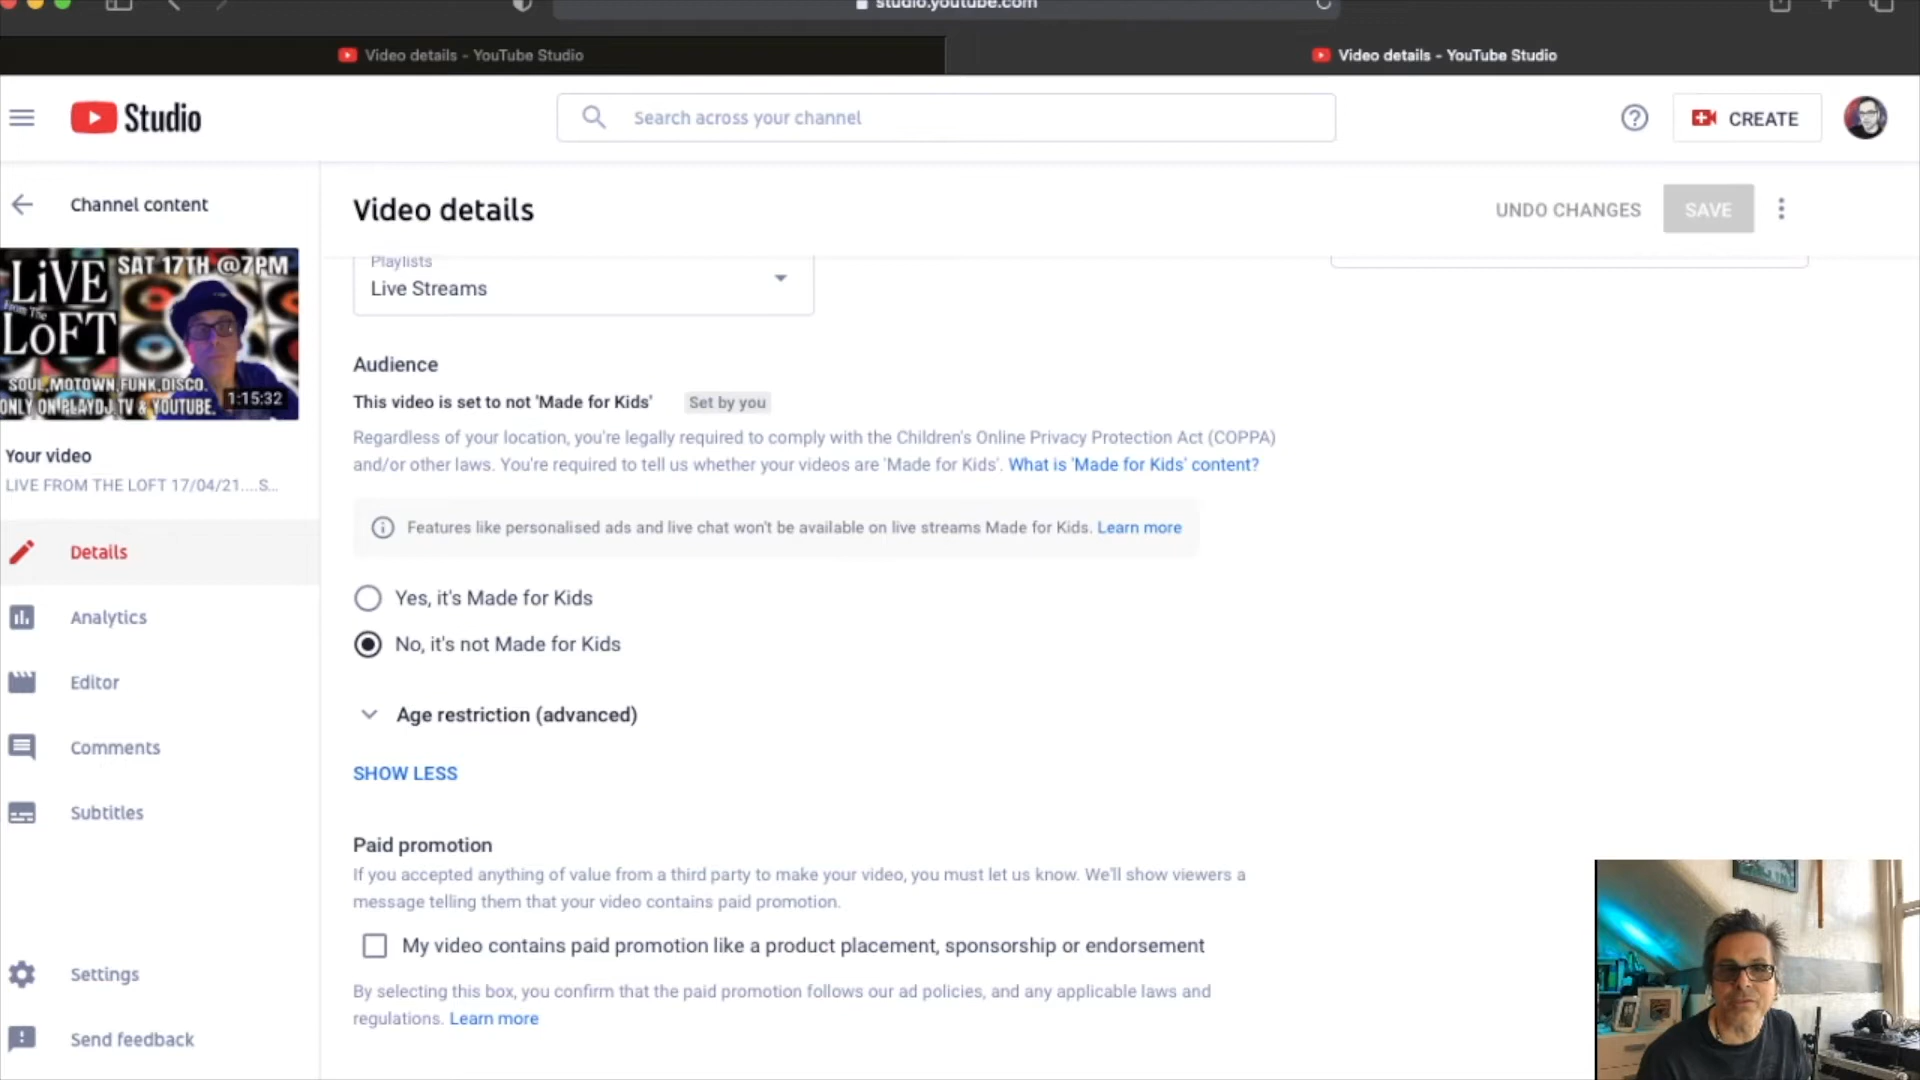 studio.youtube.com
Video details - YouTube Studio
Video details - YouTube Studio
Studio
Search across your channel
CREATE
Channel content
Video details
UNDO CHANGES
SAVE
LiVE
From The
LoFT
SAT 17TH @7PM
SOUL,MOTOWN,FUNK,DISCO.
ONLY ON PLAYDJ.TV & YOUTUBE.
1:15:32
Your video
LIVE FROM THE LOFT 17/04/21....S...
Details
Analytics
Editor
Comments
Subtitles
Settings
Send feedback
Playlists
Live Streams
Audience
This video is set to not 'Made for Kids' Set by you
Regardless of your location, you're legally required to comply with the Children's Online Privacy Protection Act (COPPA)
and/or other laws. You're required to tell us whether your videos are 'Made for Kids'. What is 'Made for Kids' content?
Features like personalised ads and live chat won't be available on live streams Made for Kids. Learn more
Yes, it's Made for Kids
No, it's not Made for Kids
Age restriction (advanced)
SHOW LESS
Paid promotion
If you accepted anything of value from a third party to make your video, you must let us know. We'll show viewers a
message telling them that your video contains paid promotion.
My video contains paid promotion like a product placement, sponsorship or endorsement
By selecting this box, you confirm that the paid promotion follows our ad policies, and any applicable laws and
regulations. Learn more